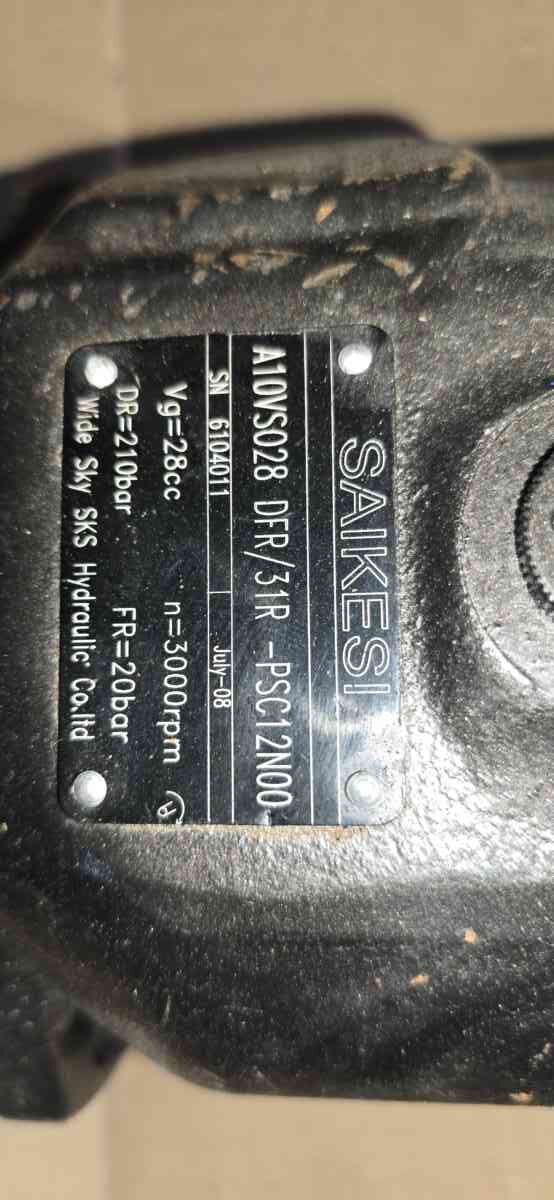 SAIKESI
A10VSO28 DFR/31R -PSC12N00
SN 6104011 July-08
Vg=28cc n=3000rpm
DR=210bar FR=20bar
Wide Sky SKS Hydraulic Co.ltd